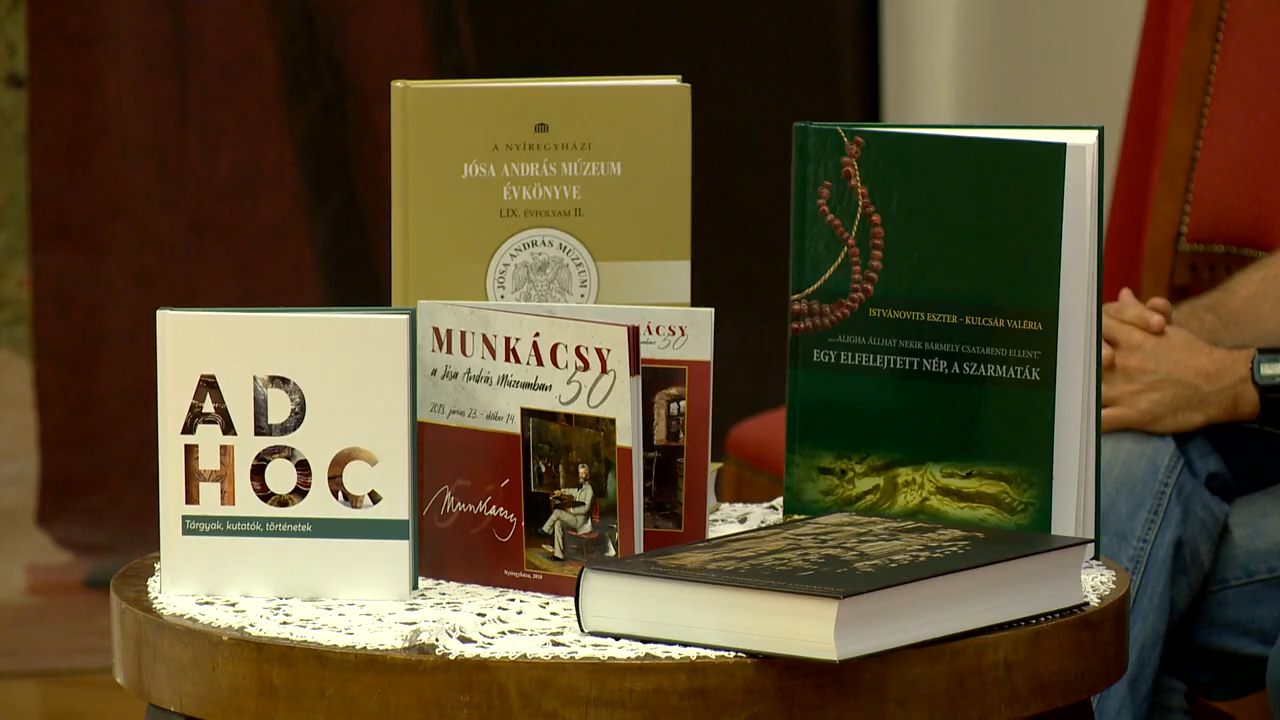 A NYÍREGYHÁZI
JÓSA ANDRÁS MÚZEUM
ÉVKÖNYVE
LIX. ÉVFOLYAM II.
• JÓSA ANDRÁS MÚZEUM •
AD
HOC
Tárgyak, kutatók, történetek
MUNKÁCSY
a Jósa András Múzeumban 50
2018. június 23. - október 14.
Munkácsy
Nyíregyháza, 2018
KÁCSY
50
ISTVÁNOVITS ESZTER - KULCSÁR VALÉRIA
„...ALIGHA ÁLLHAT NEKIK BÁRMELY CSATAREND ELLENT.”
EGY ELFELEJTETT NÉP, A SZARMATÁK